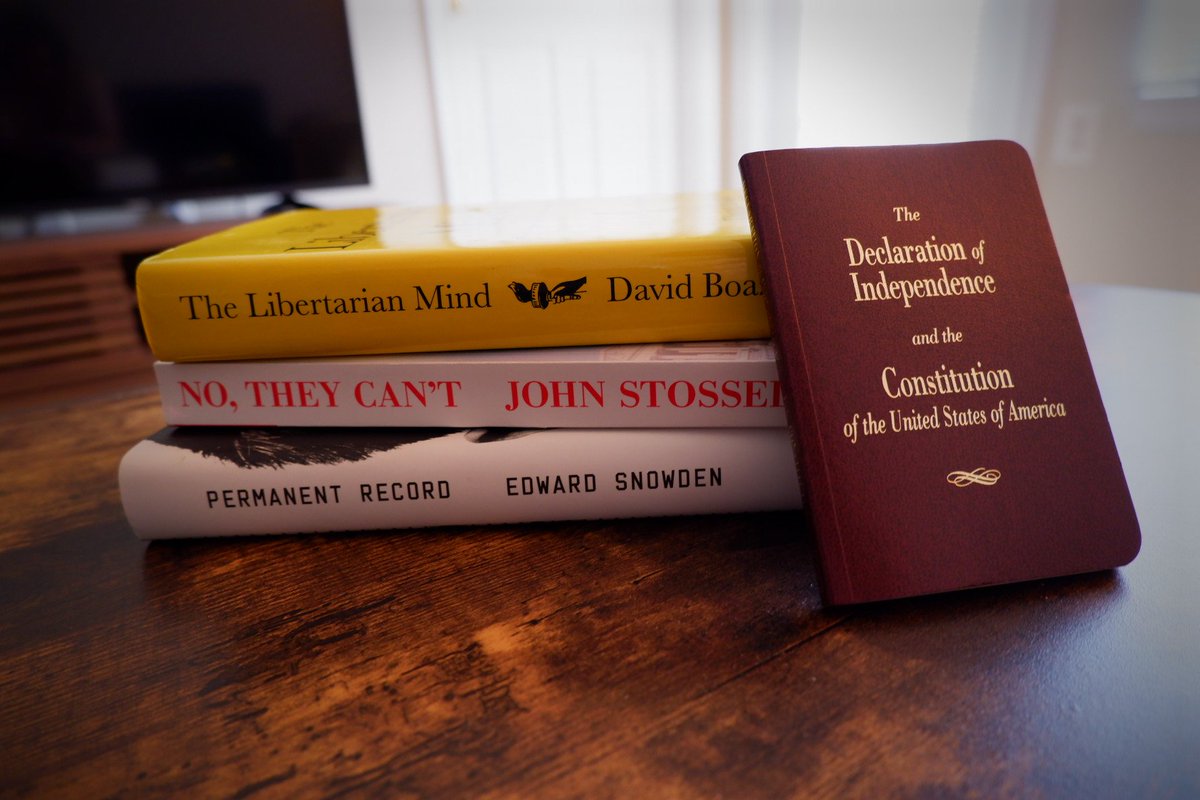 The Libertarian Mind David Boa
NO, THEY CAN'T JOHN STOSSEL
PERMANENT RECORD EDWARD SNOWDEN
The
Declaration of
Independence
and the
Constitution
of the United States of America